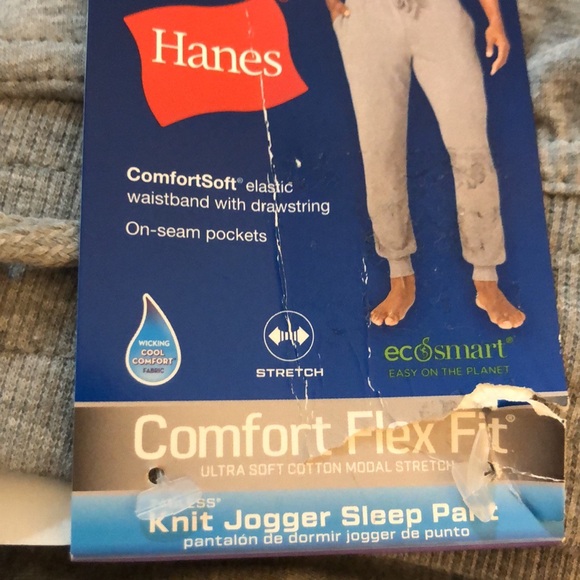 Hanes
ComfortSoft® elastic
waistband with drawstring
On-seam pockets
WICKING
COOL
COMFORT
FABRIC
STRETCH
ecosmart®
EASY ON THE PLANET
Comfort Flex Fit®
ULTRA SOFT COTTON MODAL STRETCH
Knit Jogger Sleep Pant
pantalón de dormir jogger de punto